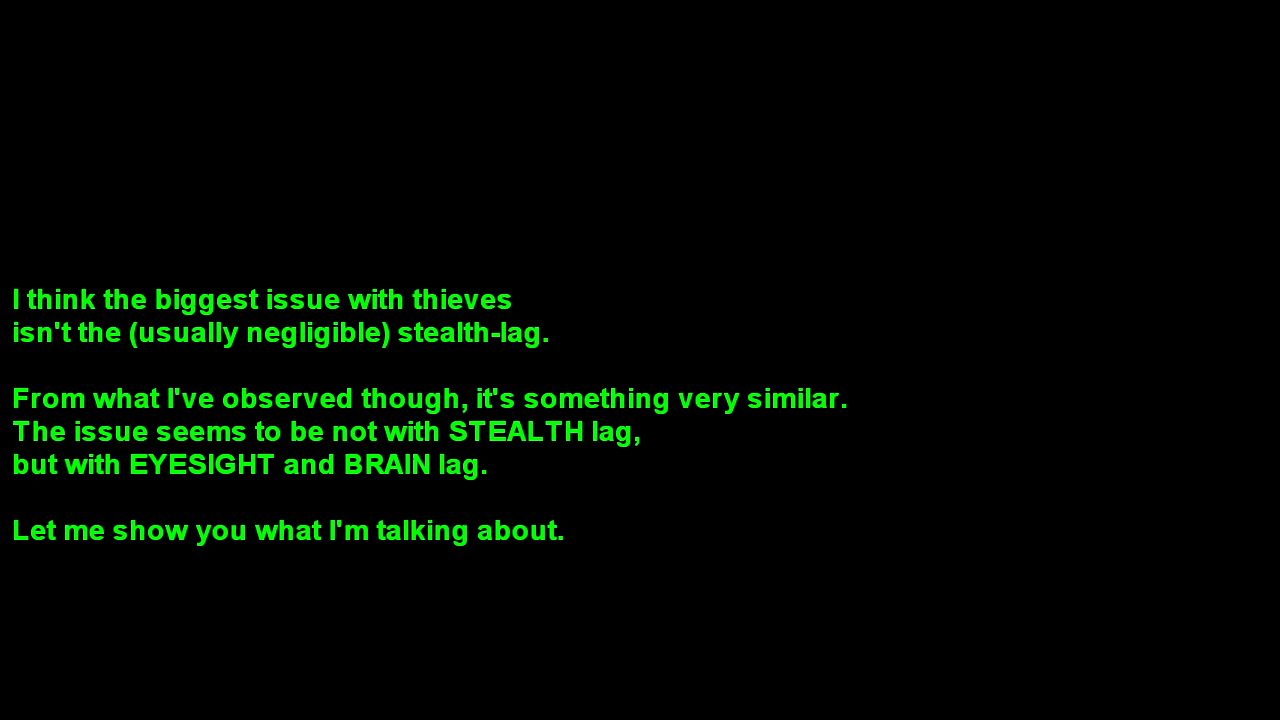 I think the biggest issue with thieves
isn't the (usually negligible) stealth-lag.
From what I've observed though, it's something very similar.
The issue seems to be not with STEALTH lag,
but with EYESIGHT and BRAIN lag.
Let me show you what I'm talking about.